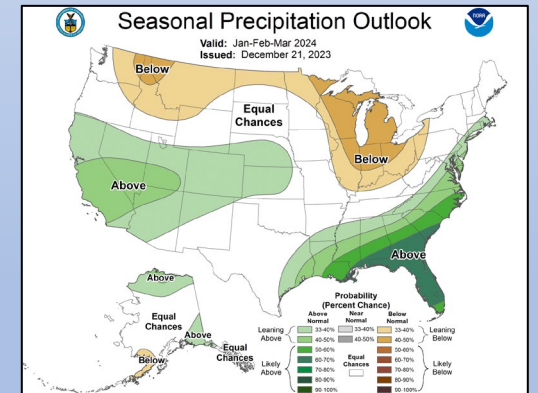 Seasonal Precipitation Outlook
NOAA
Valid: Jan-Feb-Mar 2024
Issued: December 21, 2023
Below
Equal
Chances
Below
Above
Above
Above
Equal
Chances
Above
Equal
Chances
Below
Probability
(Percent Chance)
Above
Normal
Near
Normal
Below
Normal
Leaning
Above
33-40%
33-40%
33-40%
Leaning
Below
40-50%
40-50%
40-50%
Likely
Above
50-60%
Equal
Chances
50-60%
Likely
Below
60-70%
60-70%
70-80%
70-80%
80-90%
80-90%
90-100%
90-100%